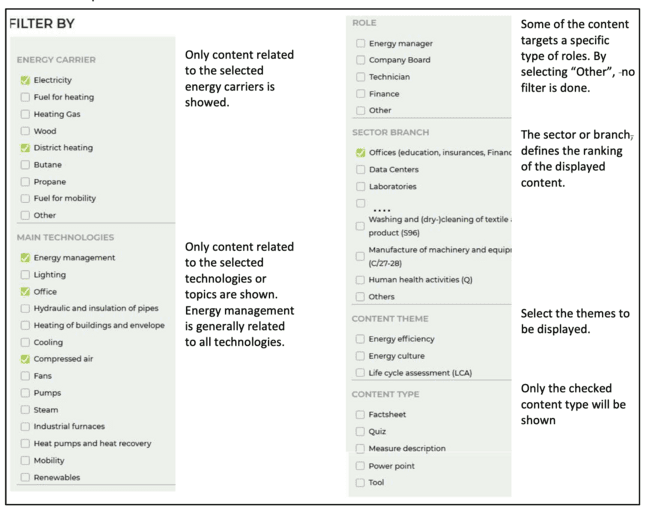 FILTER BY
ENERGY CARRIER
Electricity
Fuel for heating
Heating Gas
Wood
District heating
Butane
Propane
Fuel for mobility
Other
Only content related
to the selected
energy carriers is
showed.
MAIN TECHNOLOGIES
Energy management
Lighting
Office
Hydraulic and insulation of pipes
Heating of buildings and envelope
Cooling
Compressed air
Fans
Pumps
Steam
Industrial furnaces
Heat pumps and heat recovery
Mobility
Renewables
Only content related
to the selected
technologies or
topics are shown.
Energy management
is generally related
to all technologies.
ROLE
Energy manager
Company Board
Technician
Finance
Other
Some of the content
targets a specific
type of roles. By
selecting “Other”, -no
filter is done.
SECTOR BRANCH
Offices (education, insurances, Financ
Data Centers
Laboratories
....
Washing and (dry-)cleaning of textile a
product (S96)
Manufacture of machinery and equip
(C/27-28)
Human health activities (Q)
Others
The sector or branch,
defines the ranking
of the displayed
content.
CONTENT THEME
Energy efficiency
Energy culture
Life cycle assessment (LCA)
Select the themes to
be displayed.
CONTENT TYPE
Factsheet
Quiz
Measure description
Power point
Tool
Only the checked
content type will be
shown